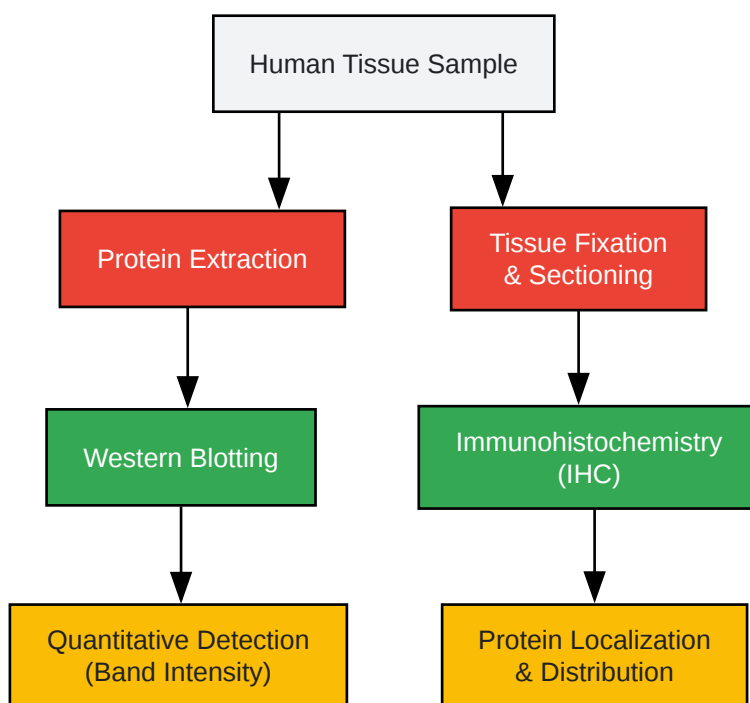 Human Tissue Sample
Protein Extraction
Tissue Fixation
& Sectioning
Western Blotting
Immunohistochemistry
(IHC)
Quantitative Detection
(Band Intensity)
Protein Localization
& Distribution